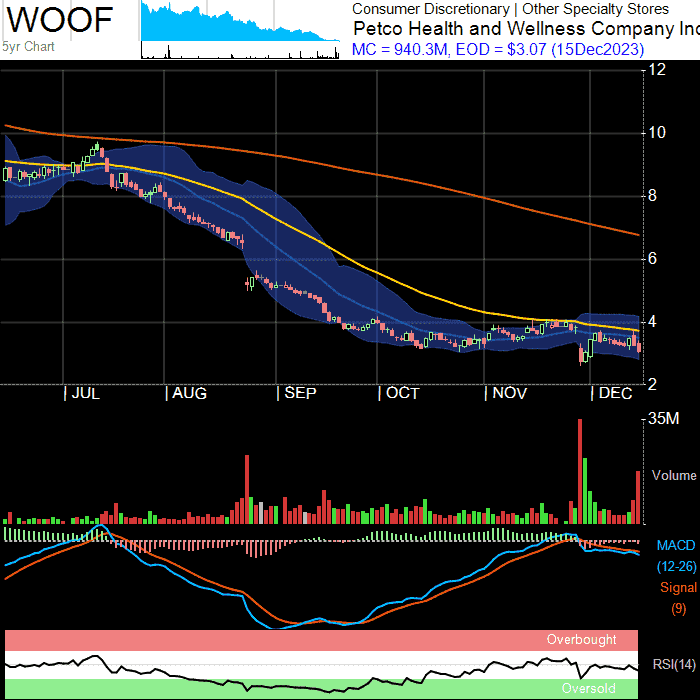 WOOF
5yr Chart
Consumer Discretionary | Other Specialty Stores
Petco Health and Wellness Company Inc
MC = 940.3M, EOD = $3.07 (15Dec2023)
12
10
8
6
4
2
| JUL | AUG | SEP | OCT | NOV | DEC
35M
Volume
MACD
(12-26)
Signal
(9)
Overbought
RSI(14)
Oversold